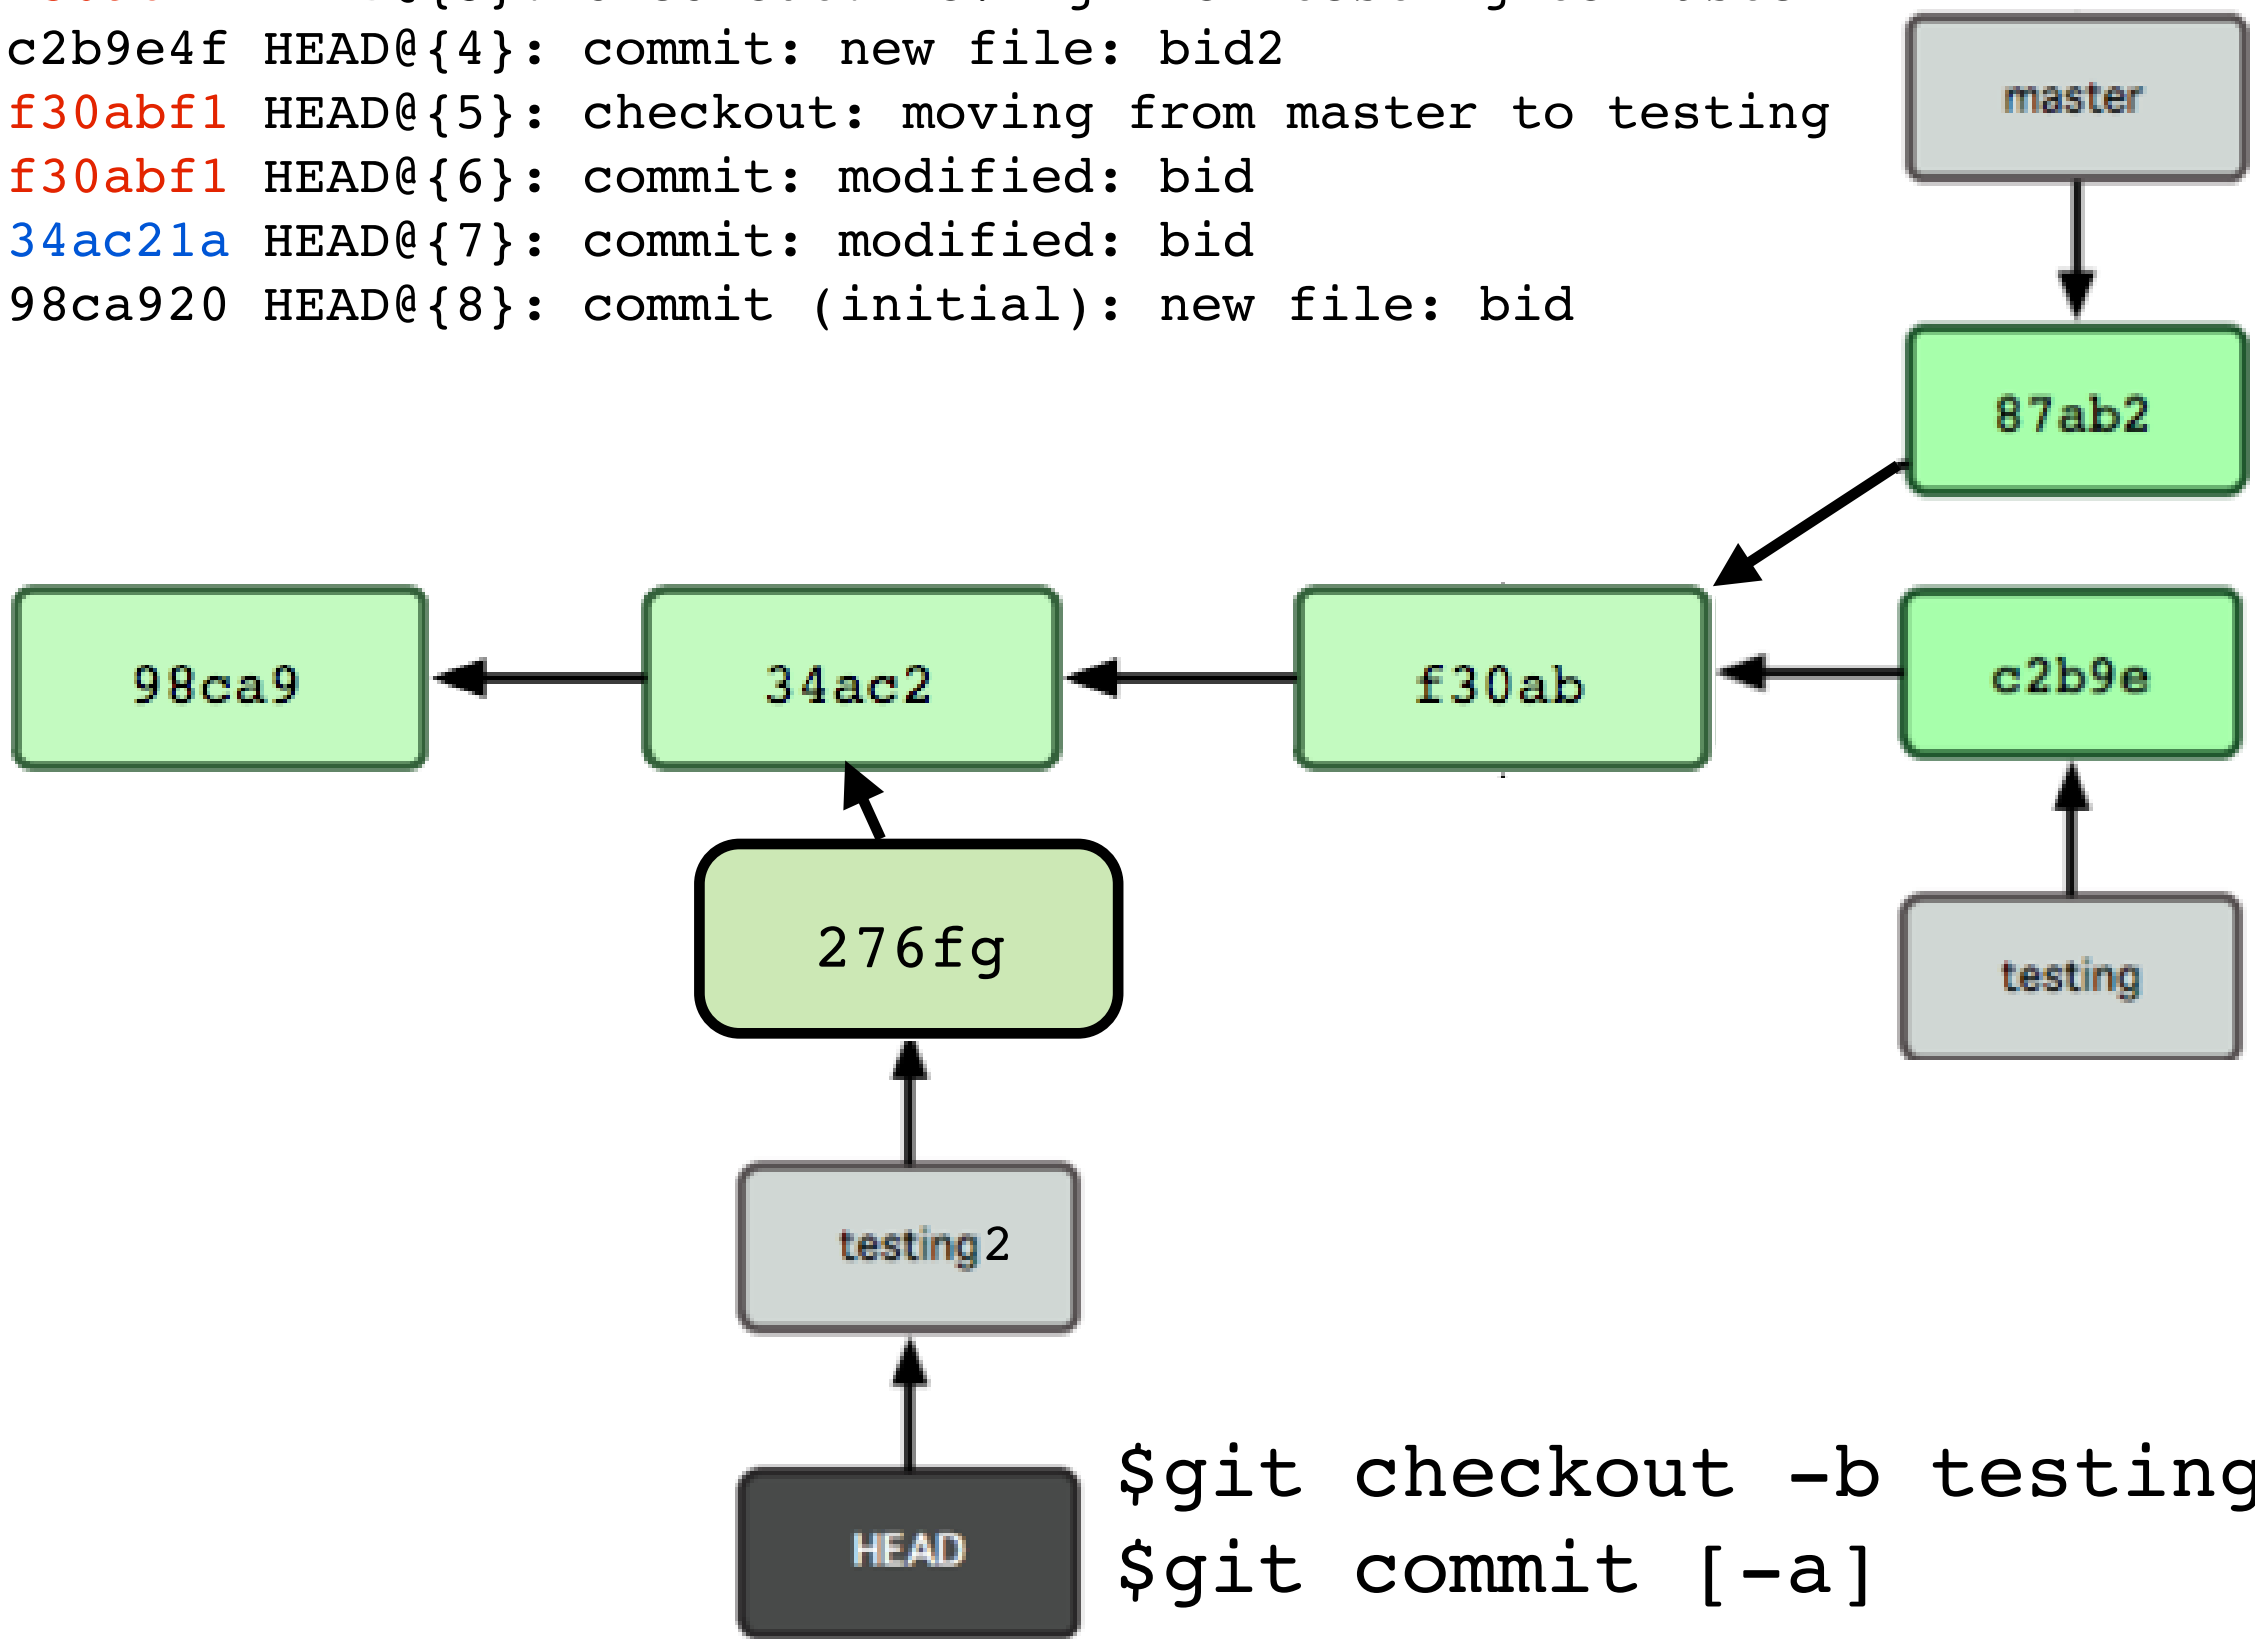 c2b9e4f HEAD@{4}: commit: new file: bid2
f30abf1 HEAD@{5}: checkout: moving from master to testing
f30abf1 HEAD@{6}: commit: modified: bid
34ac21a HEAD@{7}: commit: modified: bid
98ca920 HEAD@{8}: commit (initial): new file: bid
master
87ab2
98ca9
34ac2
f30ab
c2b9e
276fg
testing
testing2
HEAD
$git checkout -b testing
$git commit [-a]